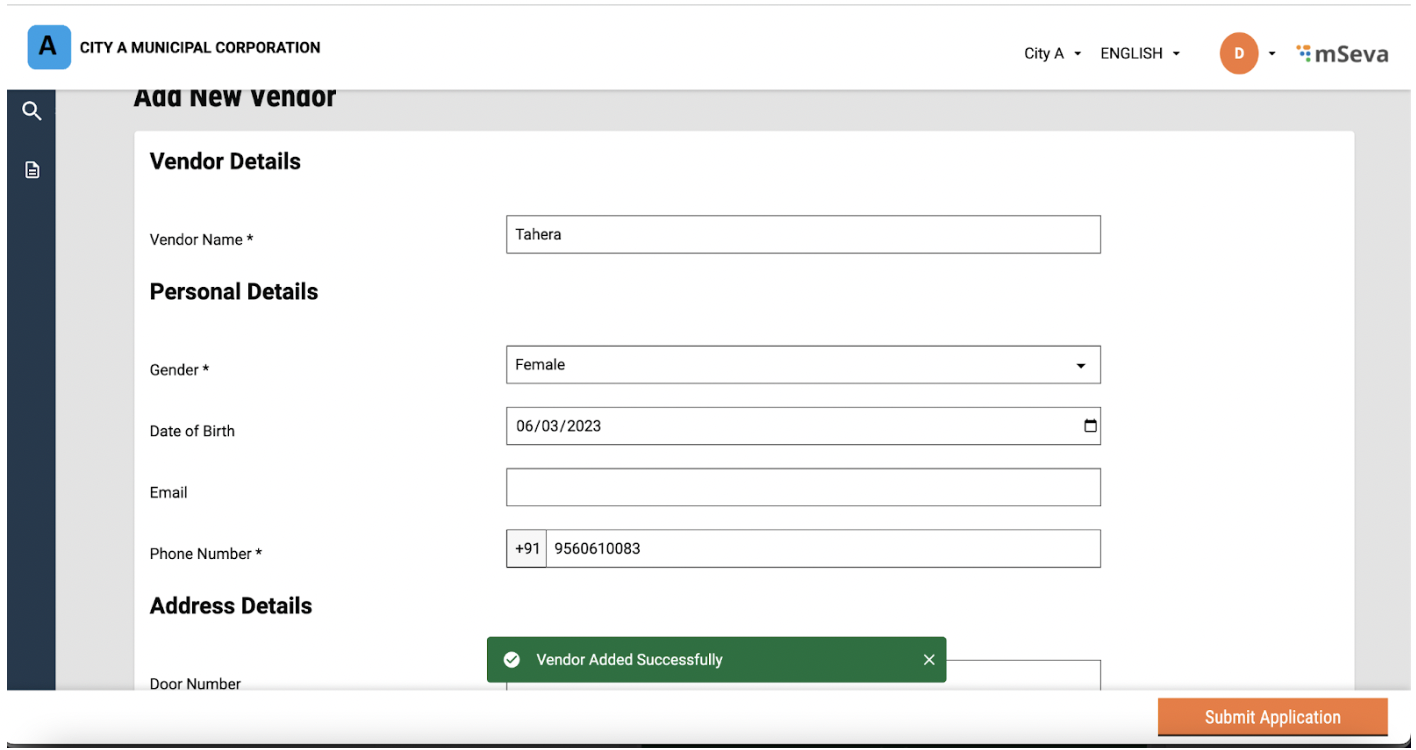 A CITY A MUNICIPAL CORPORATION City A ENGLISH D mSeva
Add New Vendor
Vendor Details
Vendor Name * Tahera
Personal Details
Gender * Female
Date of Birth 06/03/2023
Email
Phone Number * +91 9560610083
Address Details
Vendor Added Successfully
Door Number
Submit Application